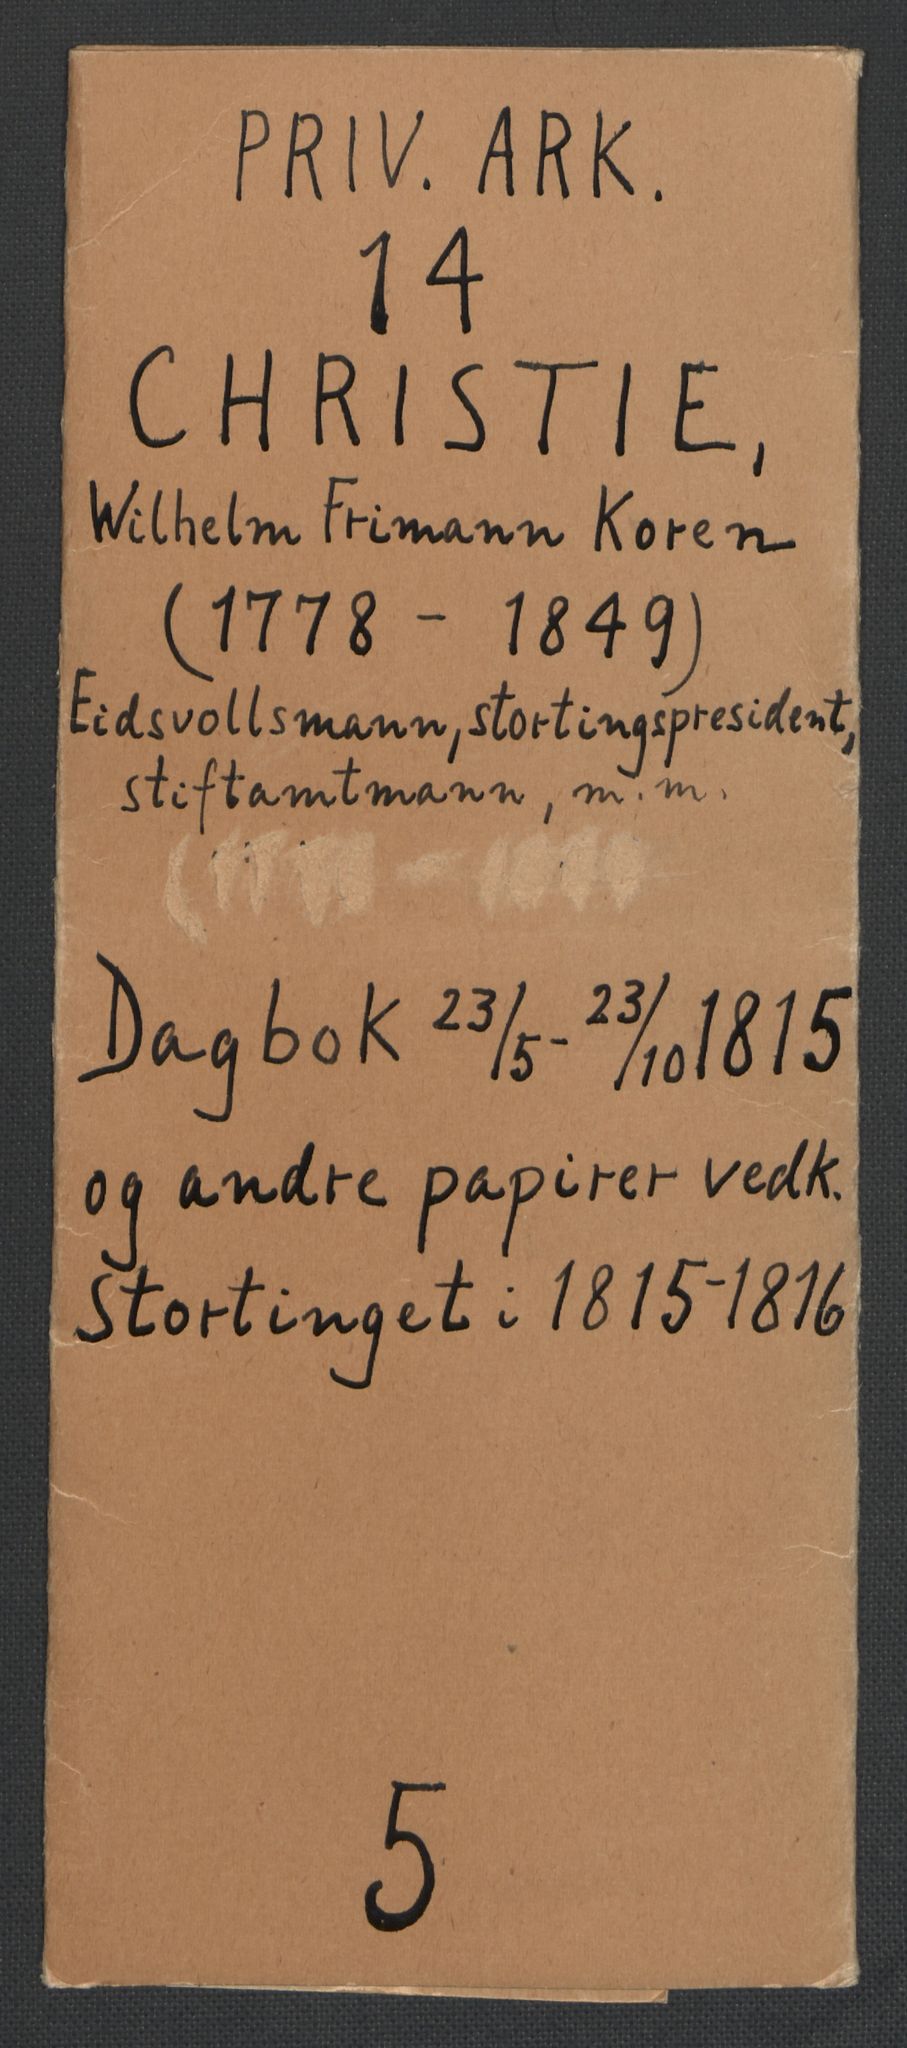 PRIV. ARK.
14
CHRISTIE,
Wilhelm Frimann Koren
(1778 - 1849)
Eidsvollsmann, stortingspresident,
stiftamtmann, m.m.
Dagbok 23/5 - 23/10 1815
og andre papirer vedk.
Stortinget i 1815-1816
5